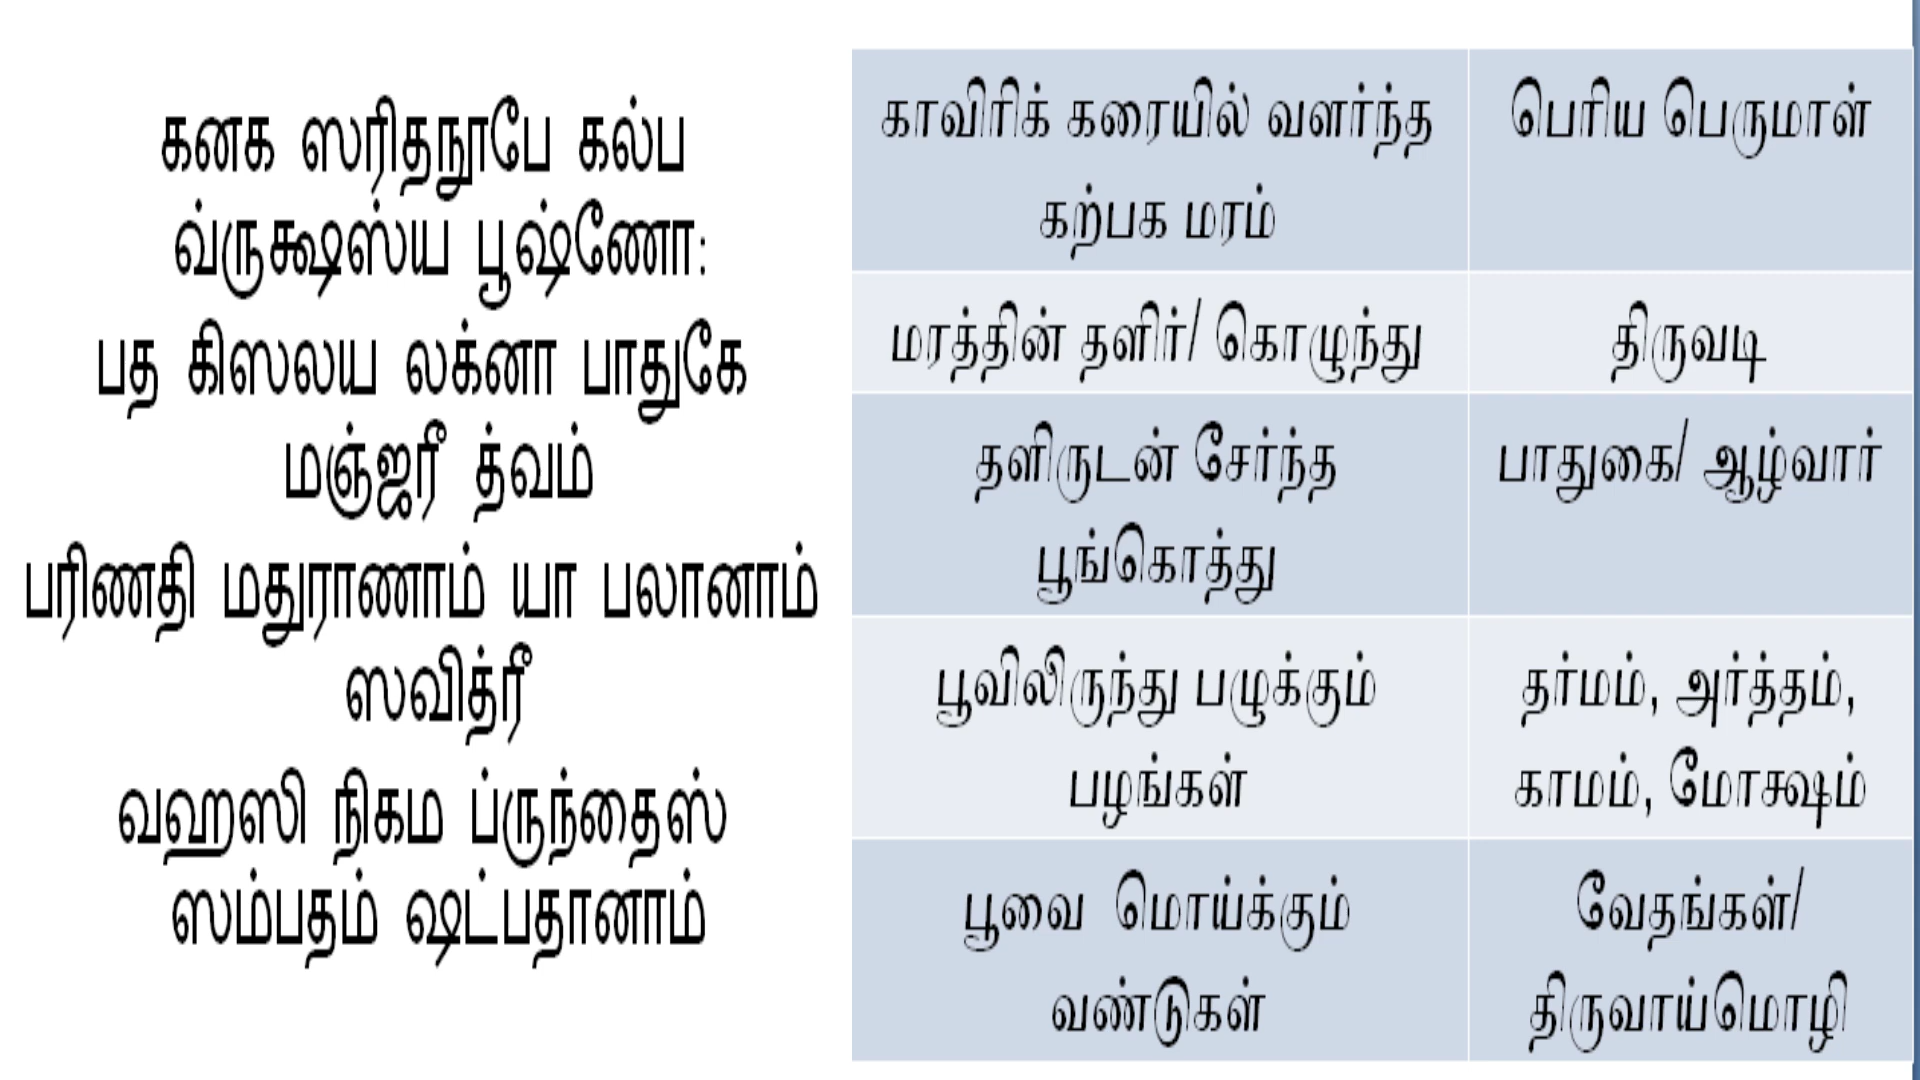 கனக ஸரிதநூபே கல்ப
வ்ருக்ஷஸ்ய பூஷ்ணோ:
பத கிஸலய லக்னா பாதுகே
மஞ்ஜரீ த்வம்
பரிணதி மதுராணாம் யா பலானாம்
ஸவித்ரீ
வஹஸி நிகம ப்ருந்தைஸ்
ஸம்பதம் ஷட்பதானாம்
காவிரிக் கரையில் வளர்ந்த
கற்பக மரம்
பெரிய பெருமாள்
மரத்தின் தளிர்/ கொழுந்து
திருவடி
தளிருடன் சேர்ந்த
பூங்கொத்து
பாதுகை/ ஆழ்வார்
பூவிலிருந்து பழுக்கும்
பழங்கள்
தர்மம், அர்த்தம்,
காமம், மோக்ஷம்
பூவை மொய்க்கும்
வண்டுகள்
வேதங்கள்/
திருவாய்மொழி